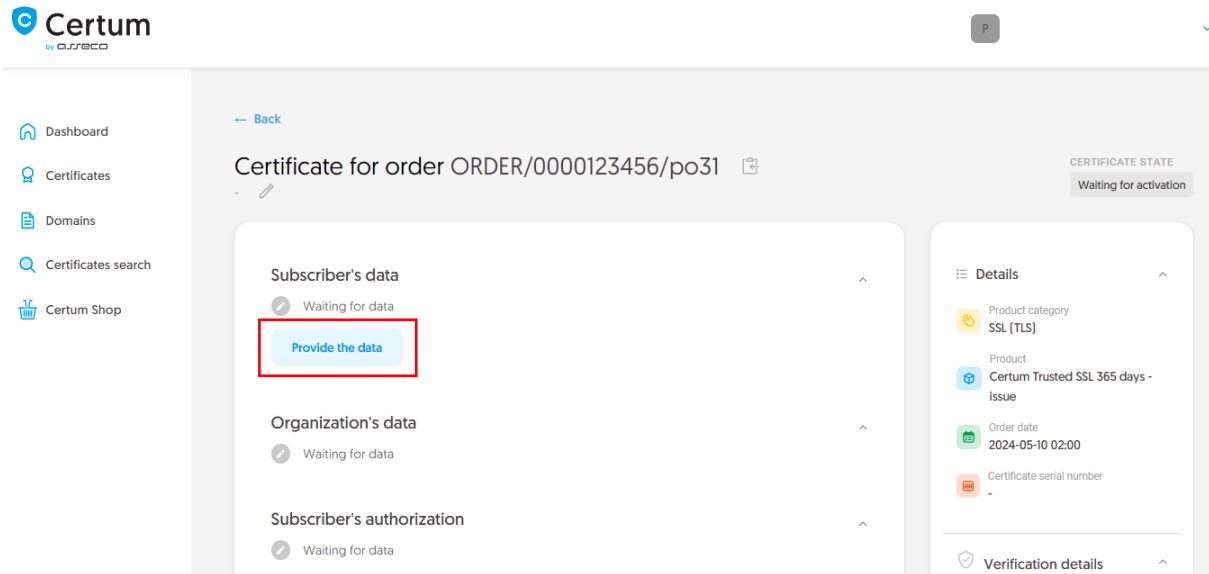 Certum
by asseco
P
Dashboard
Certificates
Domains
Certificates search
Certum Shop
← Back
Certificate for order ORDER/0000123456/po31
-
CERTIFICATE STATE
Waiting for activation
Subscriber's data
Waiting for data
Provide the data
Organization's data
Waiting for data
Subscriber's authorization
Waiting for data
Details
Product category
SSL (TLS)
Product
Certum Trusted SSL 365 days -
issue
Order date
2024-05-10 02:00
Certificate serial number
-
Verification details